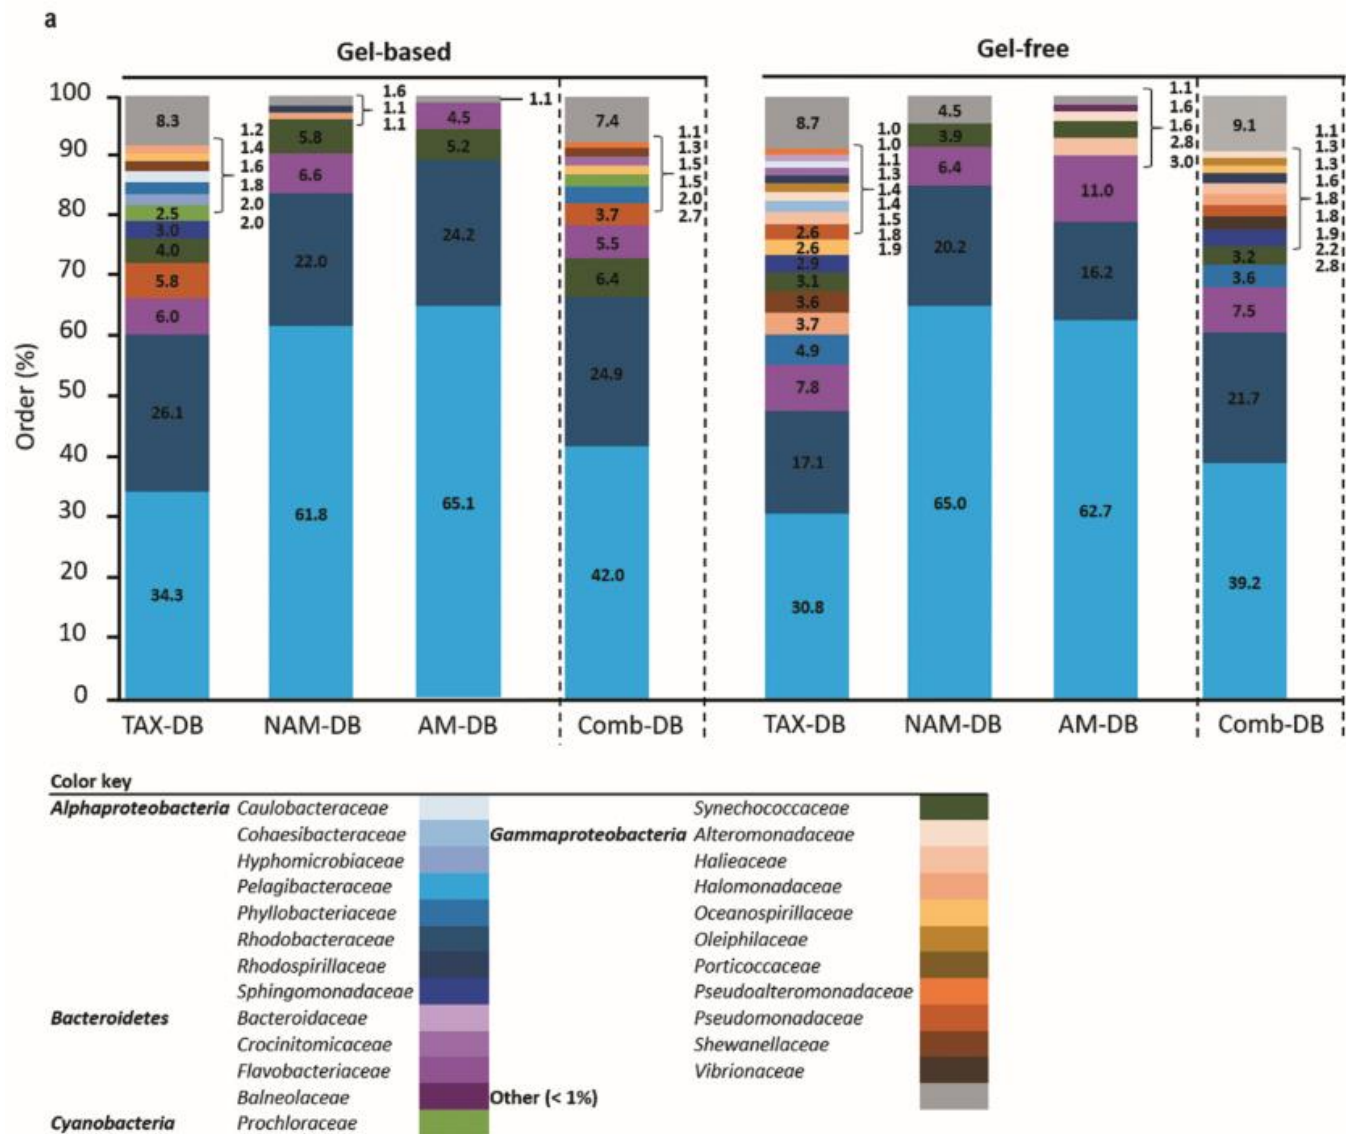 a
Gel-based
Gel-free
Order (%)
100
90
80
70
60
50
40
30
20
10
0
8.3
1.2
1.4
1.6
1.8
2.0
2.0
2.5
3.0
4.0
5.8
6.0
26.1
34.3
TAX-DB
1.6
1.1
1.1
5.8
6.6
22.0
61.8
NAM-DB
1.1
4.5
5.2
24.2
65.1
AM-DB
7.4
1.1
1.3
1.5
1.5
2.0
2.7
3.7
5.5
6.4
24.9
42.0
Comb-DB
8.7
1.0
1.0
1.1
1.3
1.4
1.4
1.5
1.8
1.9
2.6
2.6
2.9
3.1
3.6
3.7
4.9
7.8
17.1
30.8
TAX-DB
4.5
3.9
6.4
20.2
65.0
NAM-DB
1.1
1.6
1.6
2.8
3.0
11.0
16.2
62.7
AM-DB
9.1
1.1
1.3
1.3
1.6
1.8
1.8
1.9
2.2
2.8
3.2
3.6
7.5
21.7
39.2
Comb-DB
Color key
Alphaproteobacteria Caulobacteraceae
Cohaesibacteraceae
Hyphomicrobiaceae
Pelagibacteraceae
Phyllobacteriaceae
Rhodobacteraceae
Rhodospirillaceae
Sphingomonadaceae
Bacteroidetes Bacteroidaceae
Crocinitomicaceae
Flavobacteriaceae
Balneolaceae
Cyanobacteria Prochloraceae
Synechococcaceae
Gammaproteobacteria Alteromonadaceae
Halieaceae
Halomonadaceae
Oceanospirillaceae
Oleiphilaceae
Porticoccaceae
Pseudoalteromonadaceae
Pseudomonadaceae
Shewanellaceae
Vibrionaceae
Other (< 1%)